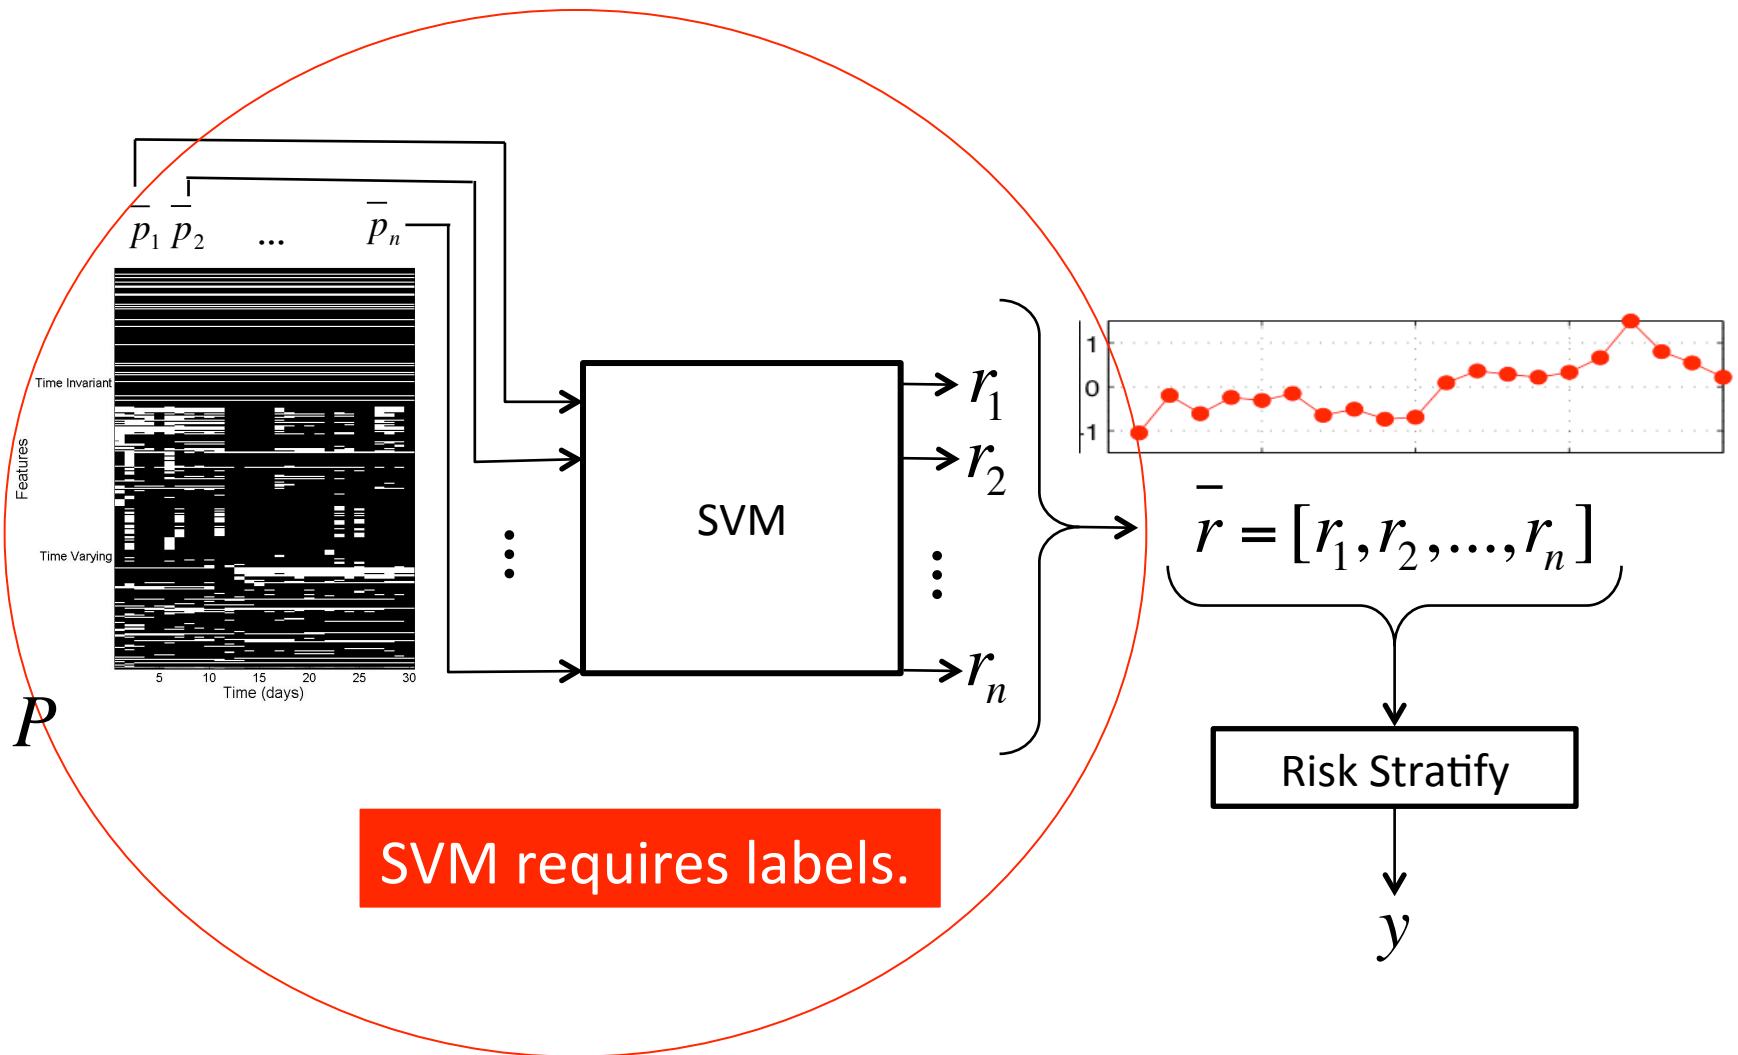 p̄₁ p̄₂ ... p̄ₙ
Time Invariant
Features
Time Varying
5 10 15 20 25 30
Time (days)
P
SVM
r₁
r₂
rₙ
1
0
-1
r̄ = [r₁, r₂, ..., rₙ]
Risk Stratify
y
SVM requires labels.